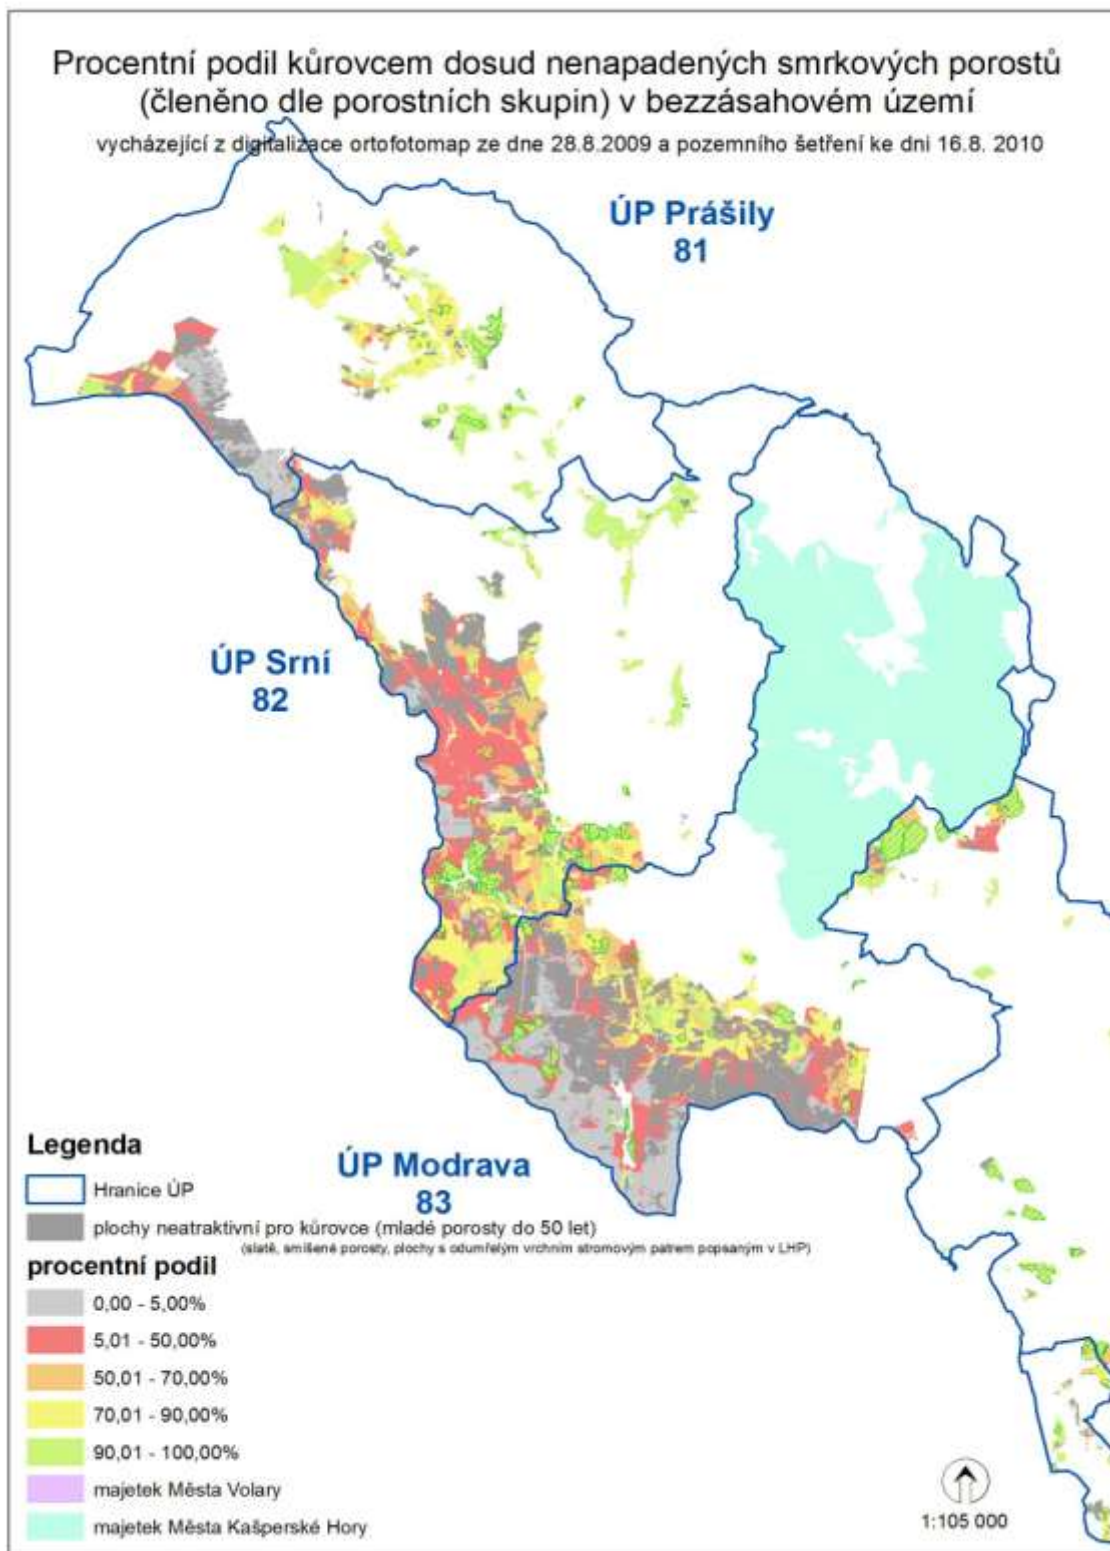 Procentní podil kůrovcem dosud nenapadených smrkových porostů
(členěno dle porostních skupin) v bezzásahovém území
vycházející z digitalizace ortofotomap ze dne 28.8.2009 a pozemního šetření ke dni 16.8. 2010
ÚP Prášily
81
ÚP Srní
82
ÚP Modrava
83
Legenda
Hranice ÚP
plochy neatraktivní pro kůrovce (mladé porosty do 50 let)
(slatě, smíšené porosty, plochy s odumřelým vrchním stromovým patrem popsaným v LHP)
procentní podil
0,00 - 5,00%
5,01 - 50,00%
50,01 - 70,00%
70,01 - 90,00%
90,01 - 100,00%
majetek Města Volary
majetek Města Kašperské Hory
1:105 000